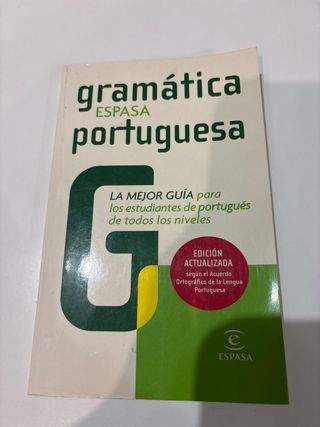 gramática
ESPASA
portuguesa
G
LA MEJOR GUÍA para
los estudiantes de portugués
de todos los niveles
EDICIÓN
ACTUALIZADA
según el Acuerdo
Ortográfico de la Lengua
Portuguesa
e
ESPASA